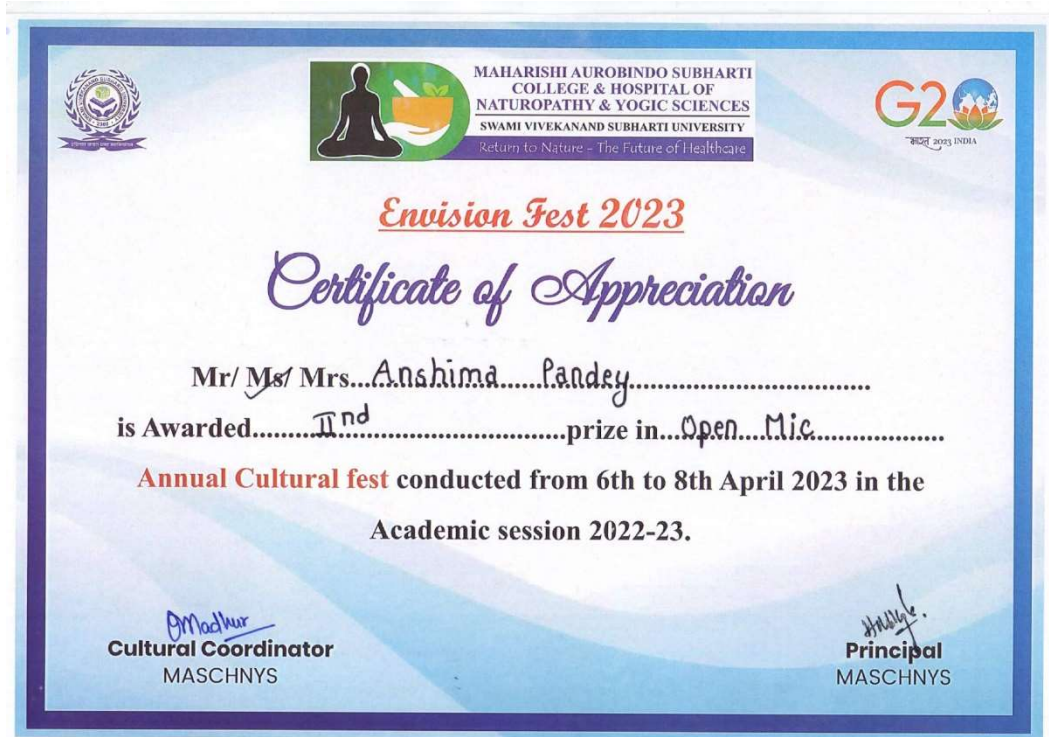 MAHARISHI AUROBINDO SUBHARTI
COLLEGE & HOSPITAL OF
NATUROPATHY & YOGIC SCIENCES
SWAMI VIVEKANAND SUBHARTI UNIVERSITY
Return to Nature - The Future of Healthcare
G20
भारत 2023 INDIA
Envision Fest 2023
Certificate of Appreciation
Mr/ Ms/ Mrs...Anshima.....Pandey.................................
is Awarded.........IInd..............................prize in...Open....Mic.................
Annual Cultural fest conducted from 6th to 8th April 2023 in the
Academic session 2022-23.
Madhur
Cultural Coordinator
MASCHNYS
Principal
MASCHNYS